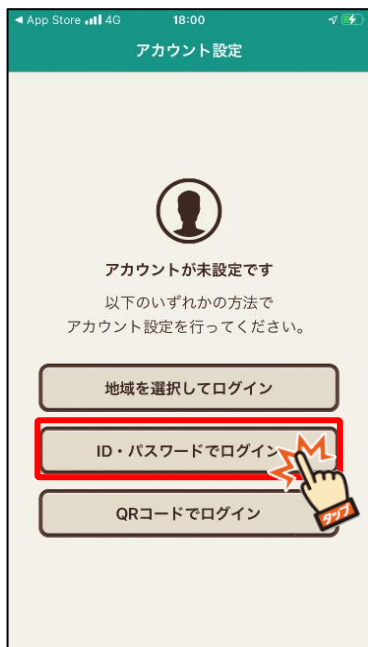 App Store 4G 18:00
アカウント設定
アカウントが未設定です
以下のいずれかの方法で
アカウント設定を行ってください。
地域を選択してログイン
ID・パスワードでログイン
タップ
QRコードでログイン